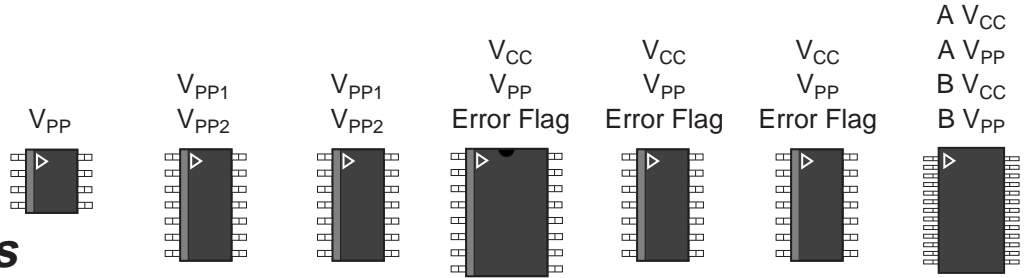 V_PP
V_PP1
V_PP2
V_PP1
V_PP2
V_CC
V_PP
Error Flag
V_CC
V_PP
Error Flag
V_CC
V_PP
Error Flag
A V_CC
A V_PP
B V_CC
B V_PP
s